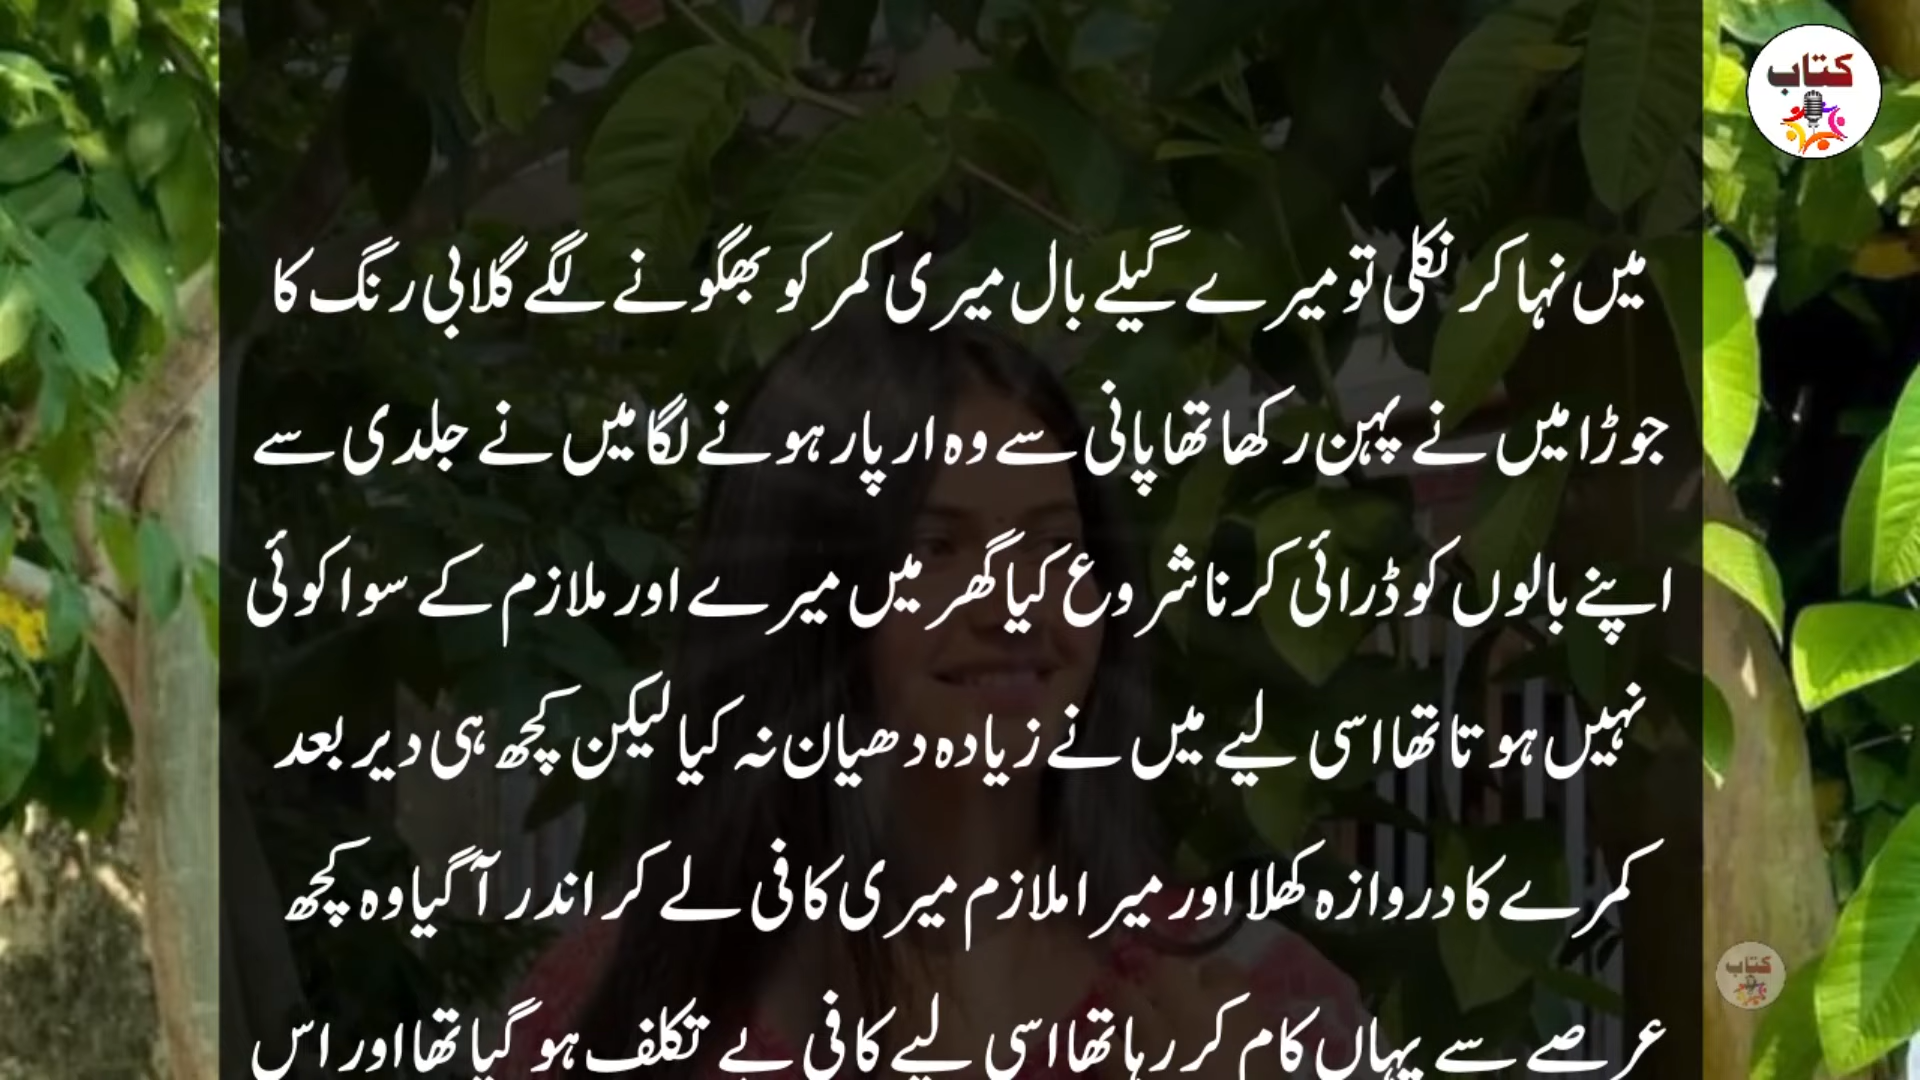 کتاب
میں نہا کر نکلی تو میرے گیلے بال میری کمر کو بھگونے لگے گلابی رنگ کا
جوڑا میں نے پہن رکھا تھا پانی سے وہ ار پار ہونے لگا میں نے جلدی سے
اپنے بالوں کو ڈرائی کرنا شروع کیا گھر میں میرے اور ملازم کے سوا کوئی
نہیں ہوتا تھا اسی لیے میں نے زیادہ دھیان نہ کیا لیکن کچھ ہی دیر بعد
کمرے کا دروازہ کھلا اور میرا ملازم میری کافی لے کر اندر آگیا وہ کچھ
کتاب
عرصے سے یہاں کام کر رہا تھا اسی لیے کافی بے تکلف ہو گیا تھا اور اس